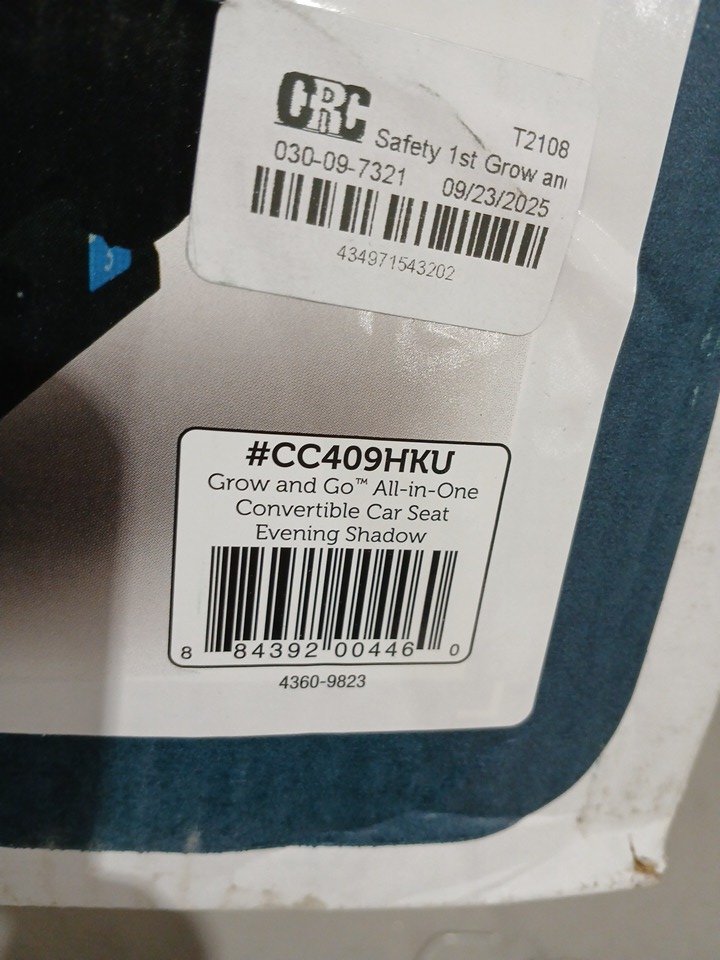 CRC
T2108
Safety 1st Grow an
030-09-7321 09/23/2025
434971543202
#CC409HKU
Grow and Go™ All-in-One
Convertible Car Seat
Evening Shadow
8 84392 00446 0
4360-9823